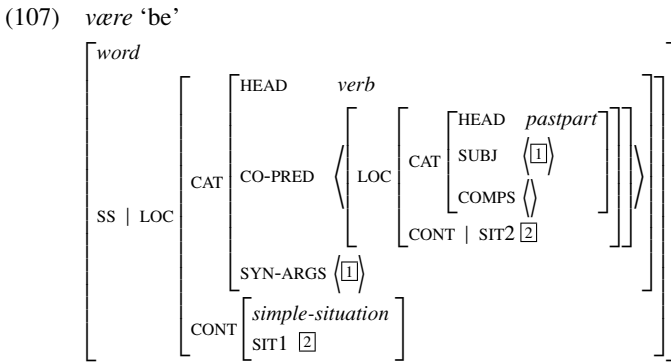 (107) være ‘be’
word
HEAD verb
HEAD pastpart
SUBJ ⟨[1]⟩
CAT CO-PRED ⟨ LOC CAT
COMPS ⟨⟩
SS | LOC
CONT | SIT2 [2]
SYN-ARGS ⟨[1]⟩
simple-situation
CONT
SIT1 [2]